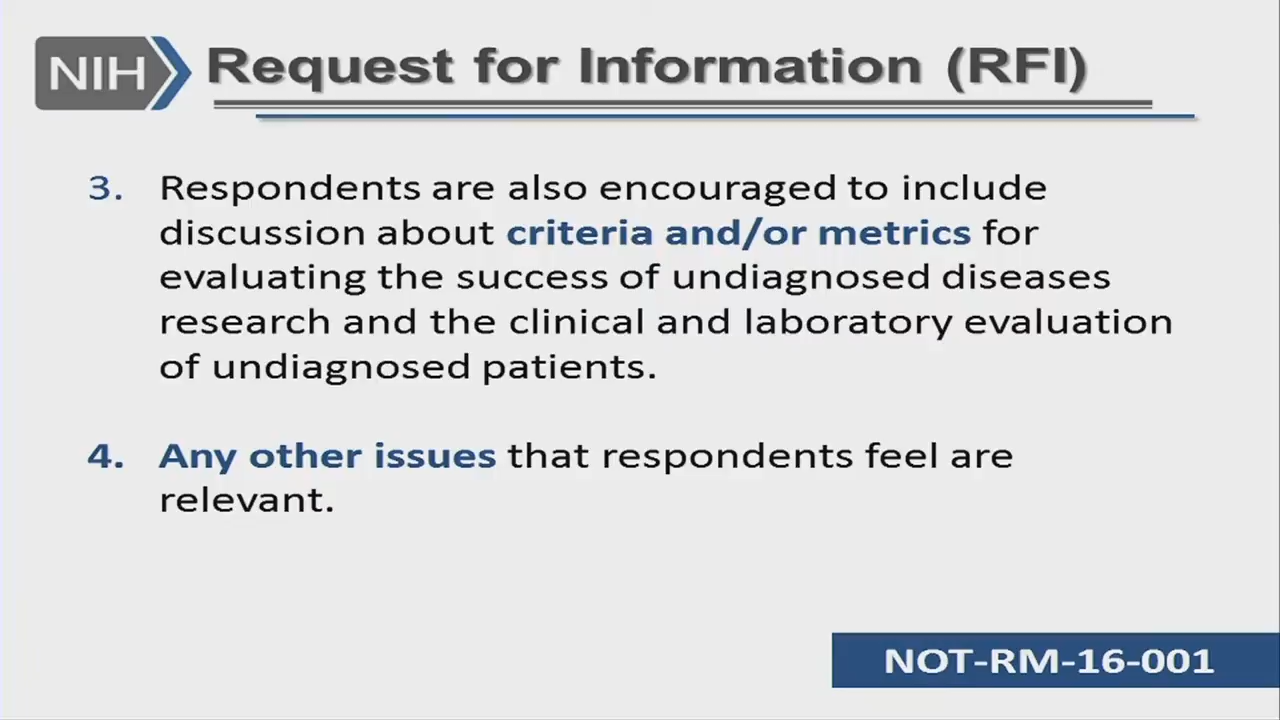 NIH
Request for Information (RFI)
3. Respondents are also encouraged to include
discussion about criteria and/or metrics for
evaluating the success of undiagnosed diseases
research and the clinical and laboratory evaluation
of undiagnosed patients.
4. Any other issues that respondents feel are
relevant.
NOT-RM-16-001